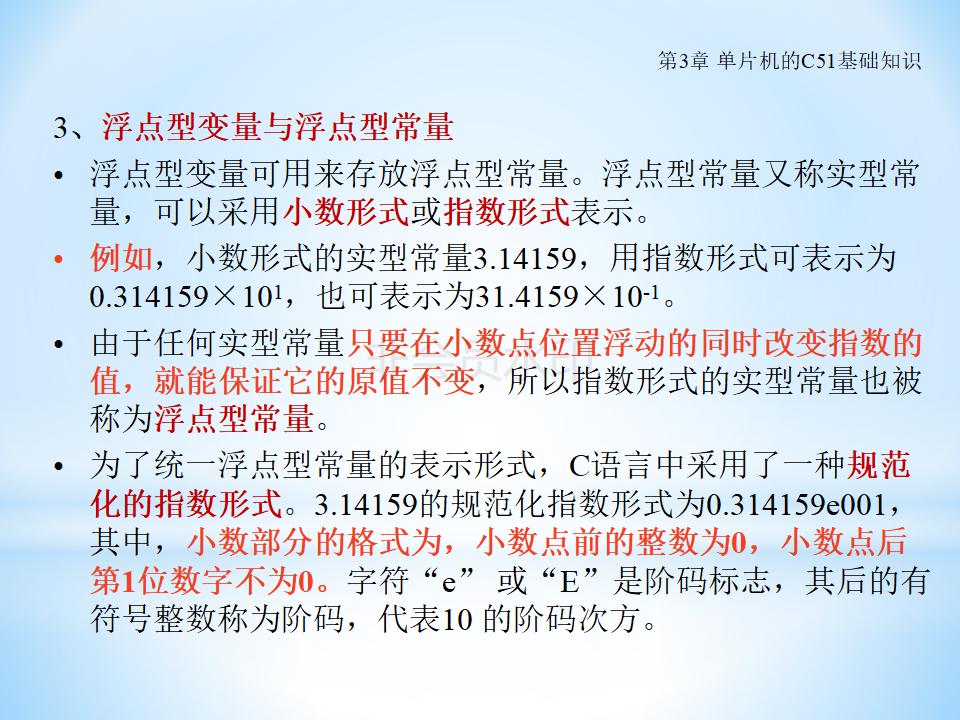 第3章 单片机的C51基础知识
3、浮点型变量与浮点型常量
• 浮点型变量可用来存放浮点型常量。浮点型常量又称实型常
量，可以采用小数形式或指数形式表示。
• 例如，小数形式的实型常量3.14159，用指数形式可表示为
0.314159×10¹，也可表示为31.4159×10⁻¹。
• 由于任何实型常量只要在小数点位置浮动的同时改变指数的
值，就能保证它的原值不变，所以指数形式的实型常量也被
称为浮点型常量。
• 为了统一浮点型常量的表示形式，C语言中采用了一种规范
化的指数形式。3.14159的规范化指数形式为0.314159e001，
其中，小数部分的格式为，小数点前的整数为0，小数点后
第1位数字不为0。字符“e” 或“E”是阶码标志，其后的有
符号整数称为阶码，代表10 的阶码次方。
非会员水印